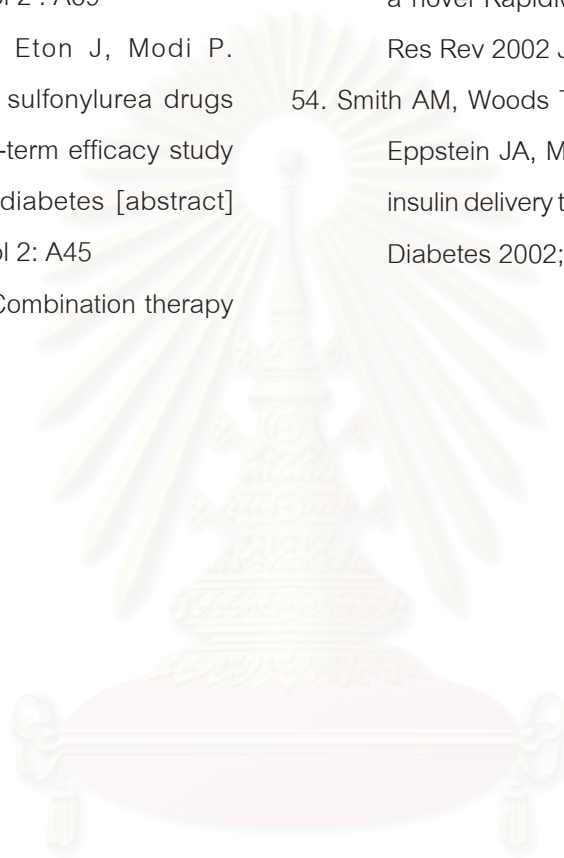 ol 2 : A69
Eton J, Modi P.
sulfonylurea drugs
-term efficacy study
diabetes [abstract]
ol 2: A45
Combination therapy
a novel Rapid
Res Rev 2002 J
54. Smith AM, Woods T
Eppstein JA, M
insulin delivery t
Diabetes 2002;